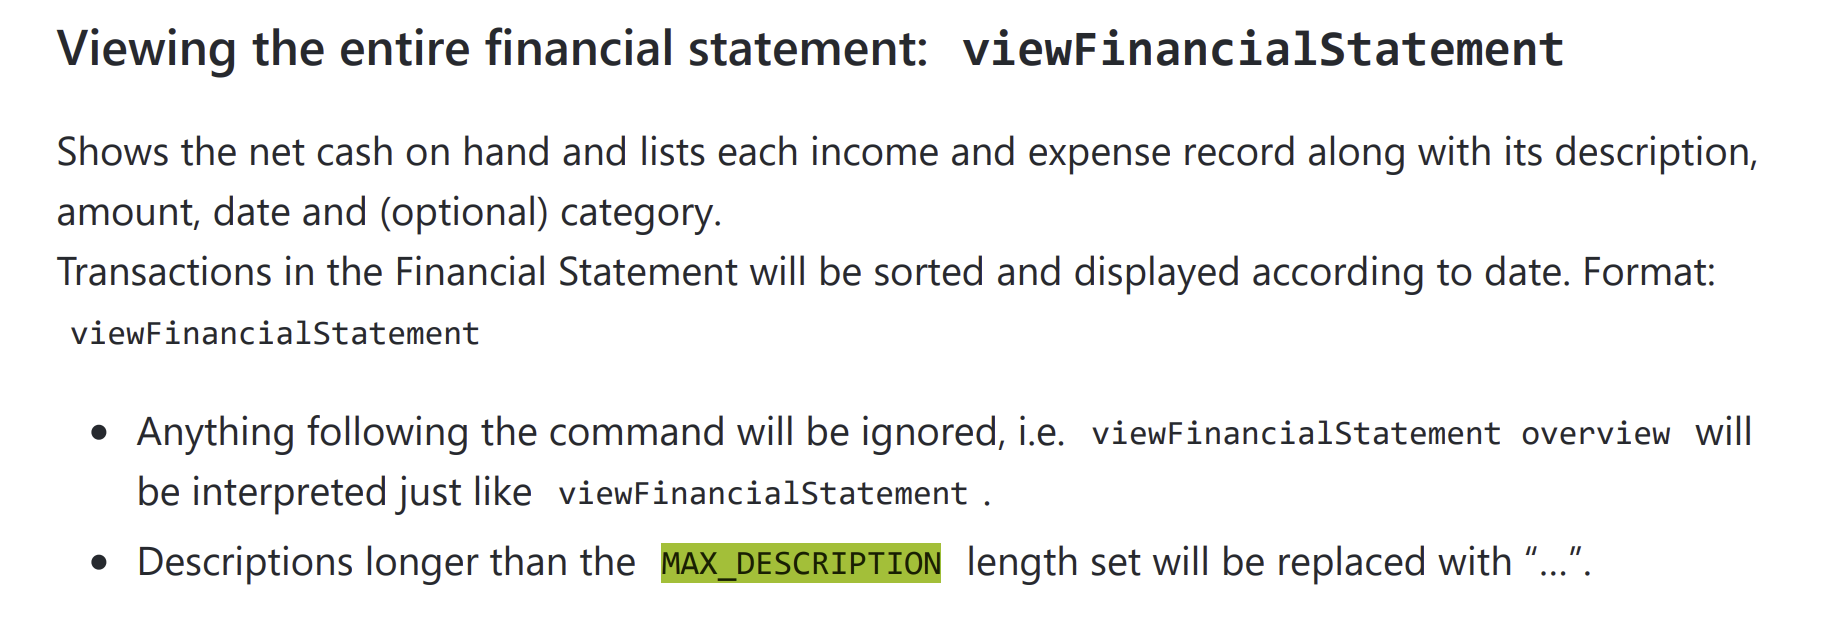 Viewing the entire financial statement: viewFinancialStatement
Shows the net cash on hand and lists each income and expense record along with its description,
amount, date and (optional) category.
Transactions in the Financial Statement will be sorted and displayed according to date. Format:
viewFinancialStatement
• Anything following the command will be ignored, i.e. viewFinancialStatement overview will
be interpreted just like viewFinancialStatement .
• Descriptions longer than the MAX_DESCRIPTION length set will be replaced with “...”.